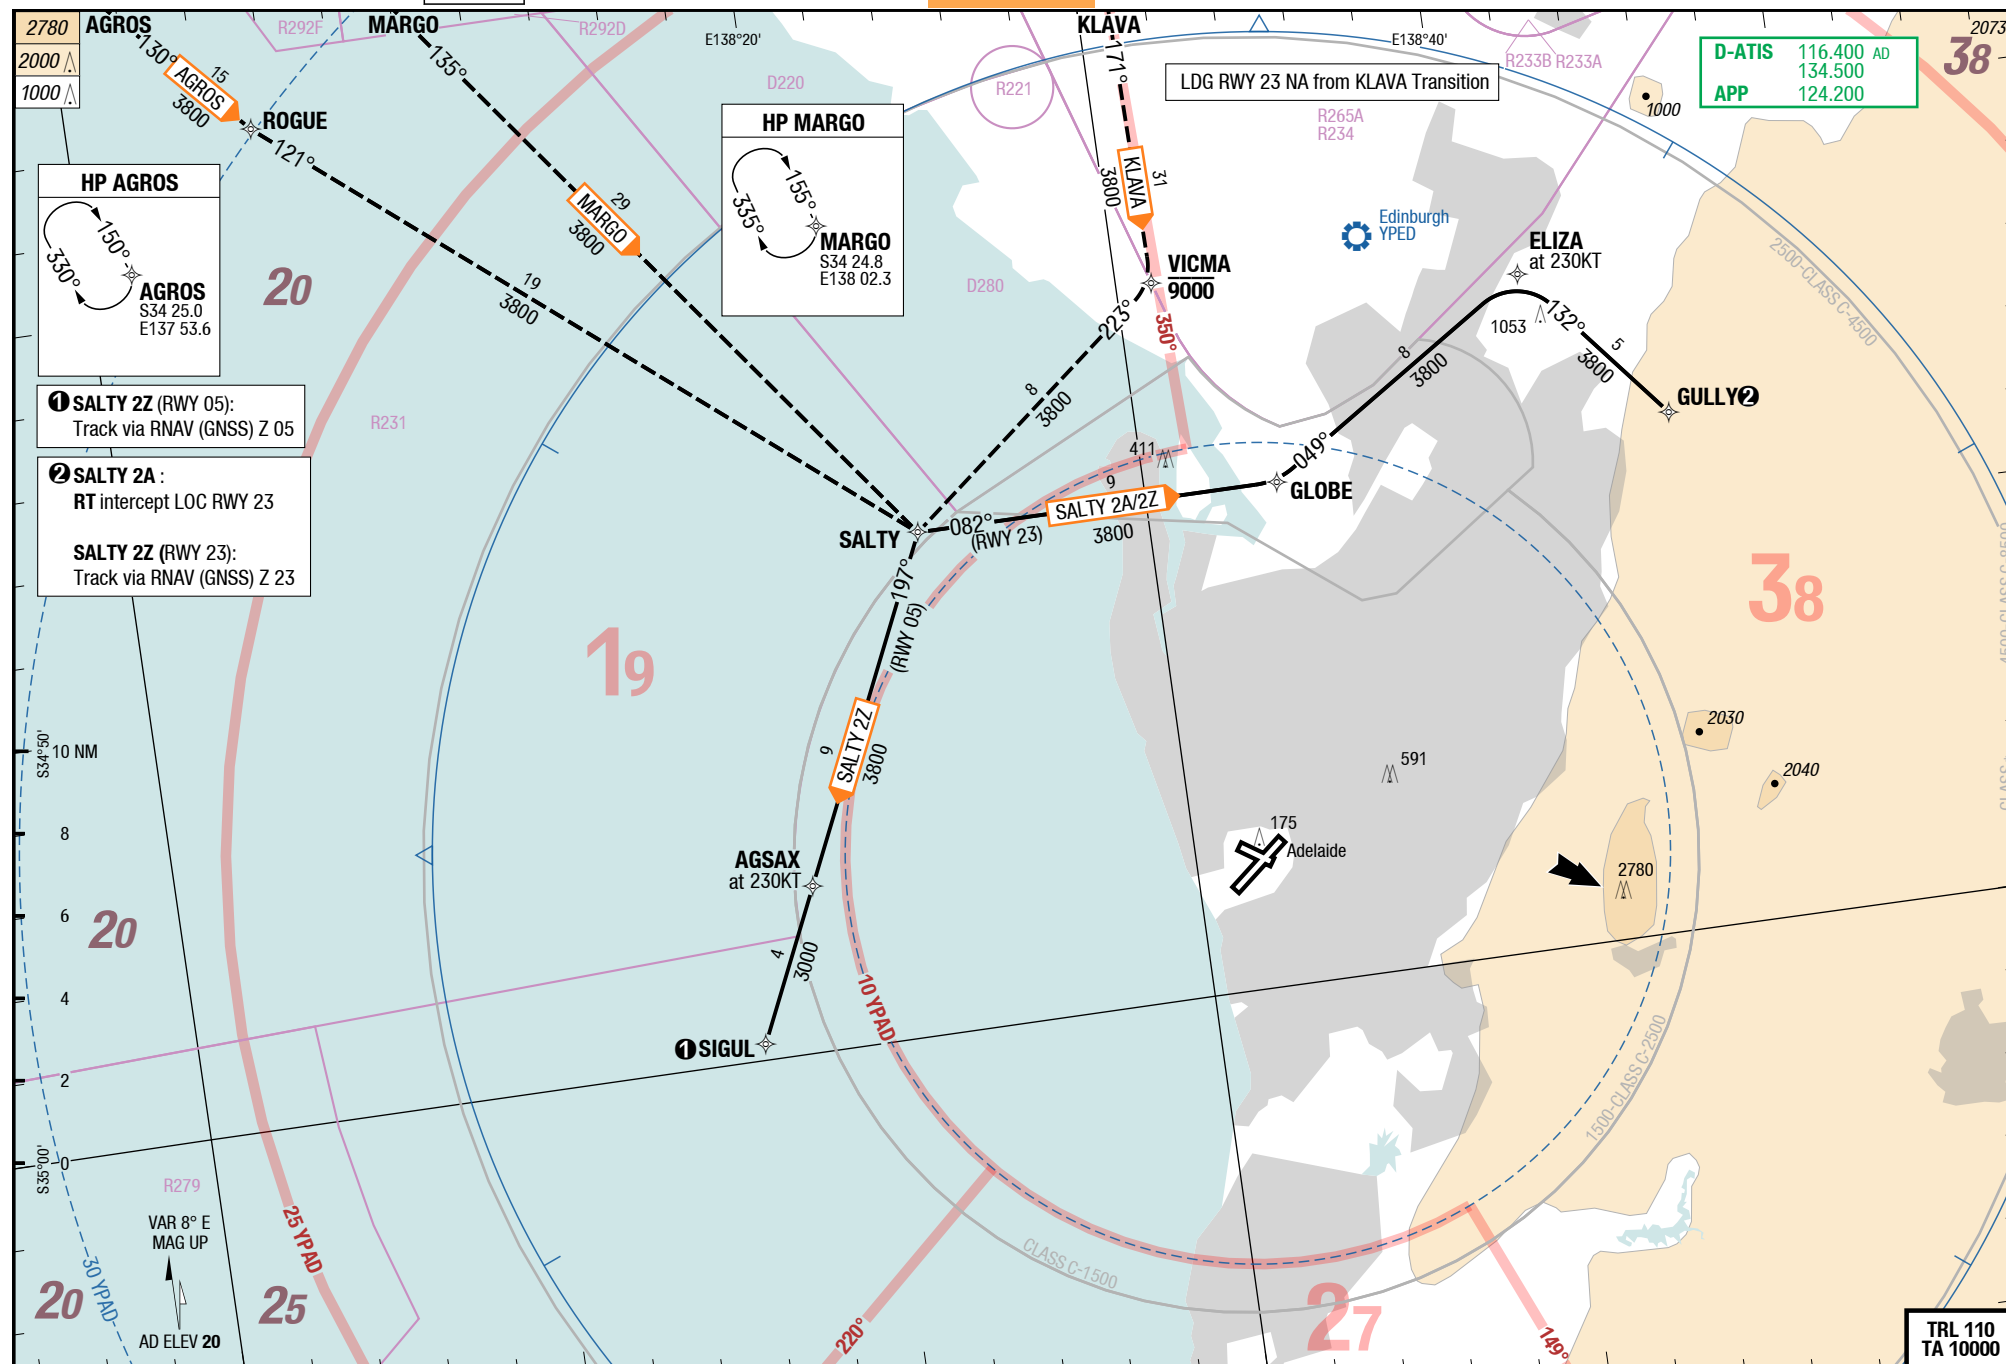 2780
2000
1000
AGROS
R292F
MARGO
R292D
E138°20'
KLAVA
E138°40'
R233B R233A
2073
38
D-ATIS 116.400 AD
134.500
APP 124.200
130°
AGROS
15
3800
ROGUE
121°
135°
D220
R221
171°
LDG RWY 23 NA from KLAVA Transition
R265A
R234
1000
HP MARGO
155°
335°
MARGO
S34 24.8
E138 02.3
HP AGROS
150°
330°
AGROS
S34 25.0
E137 53.6
29
MARGO
3800
KLAVA
31
3800
Edinburgh
YPED
ELIZA
at 230KT
2500-CLASS C-4500
20
19
3800
D280
VICMA
9000
223°
350°
1053
132°
5
3800
8
3800
8
3800
GULLY❷
❶ SALTY 2Z (RWY 05):
Track via RNAV (GNSS) Z 05
R231
❷ SALTY 2A :
RT intercept LOC RWY 23
SALTY 2Z (RWY 23):
Track via RNAV (GNSS) Z 23
411
049°
GLOBE
9
SALTY 2A/2Z
3800
SALTY
082°
(RWY 23)
197°
(RWY 05)
4500-CLASS C-8500
38
19
SALTY 2Z
9
3800
2030
2040
591
S34°50'
10 NM
8
6
4
2
0
S35°00'
175
Adelaide
2780
AGSAX
at 230KT
20
4
3000
10 YPAD
❶SIGUL
1500-CLASS C-2500
CLASS C-1500
R279
VAR 8° E
MAG UP
25 YPAD
30 YPAD
20
25
AD ELEV 20
220°
27
149°
TRL 110
TA 10000